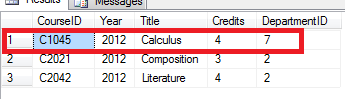 Results Messages
CourseID Year Title Credits DepartmentID
1 C1045 2012 Calculus 4 7
2 C2021 2012 Composition 3 2
3 C2042 2012 Literature 4 2